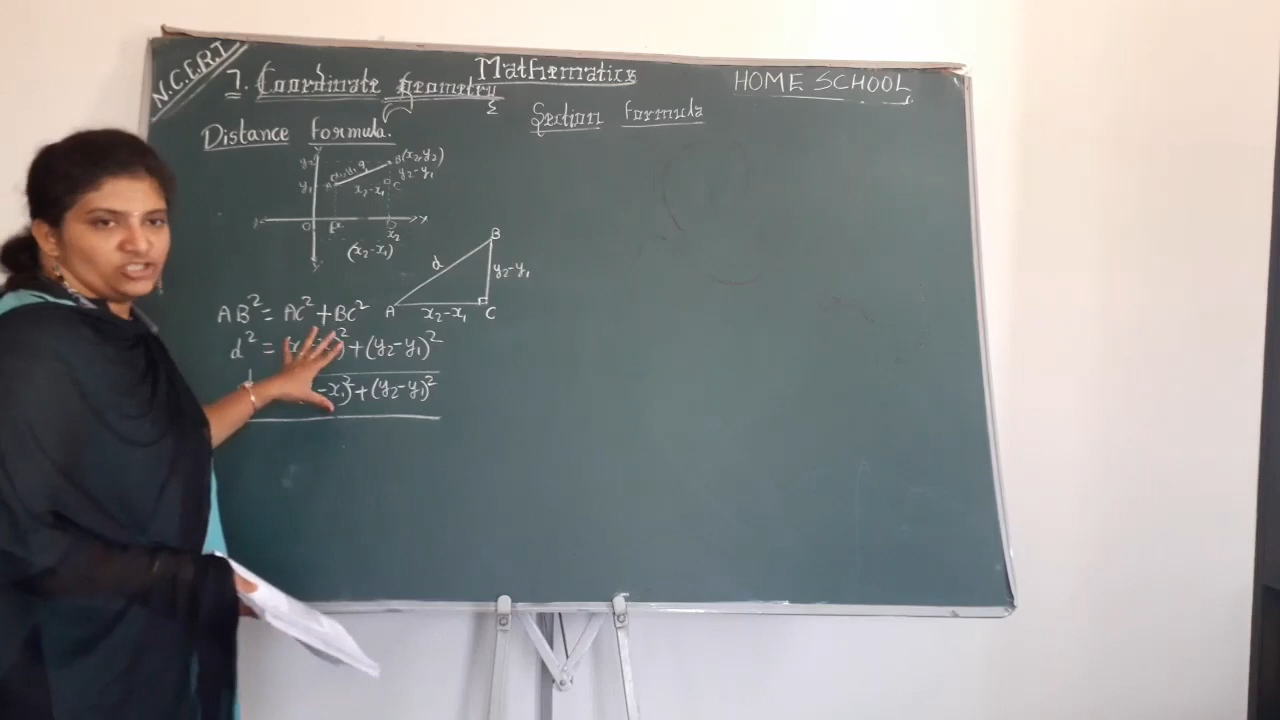 N.C.E.R.T
Mathematics
HOME SCHOOL
7. Coordinate Geometry
&
Distance formula.
Section formula
Y
y2
B(x2,y2)
y2-y1
y1
A(x1,y1)
x2-x1
C
X
O
x2
(x2-x1)
B
d
y2-y1
A
x2-x1
C
AB²= AC²+BC²
d² = )²+(y2-y1)²
-x1)²+(y2-y1)²